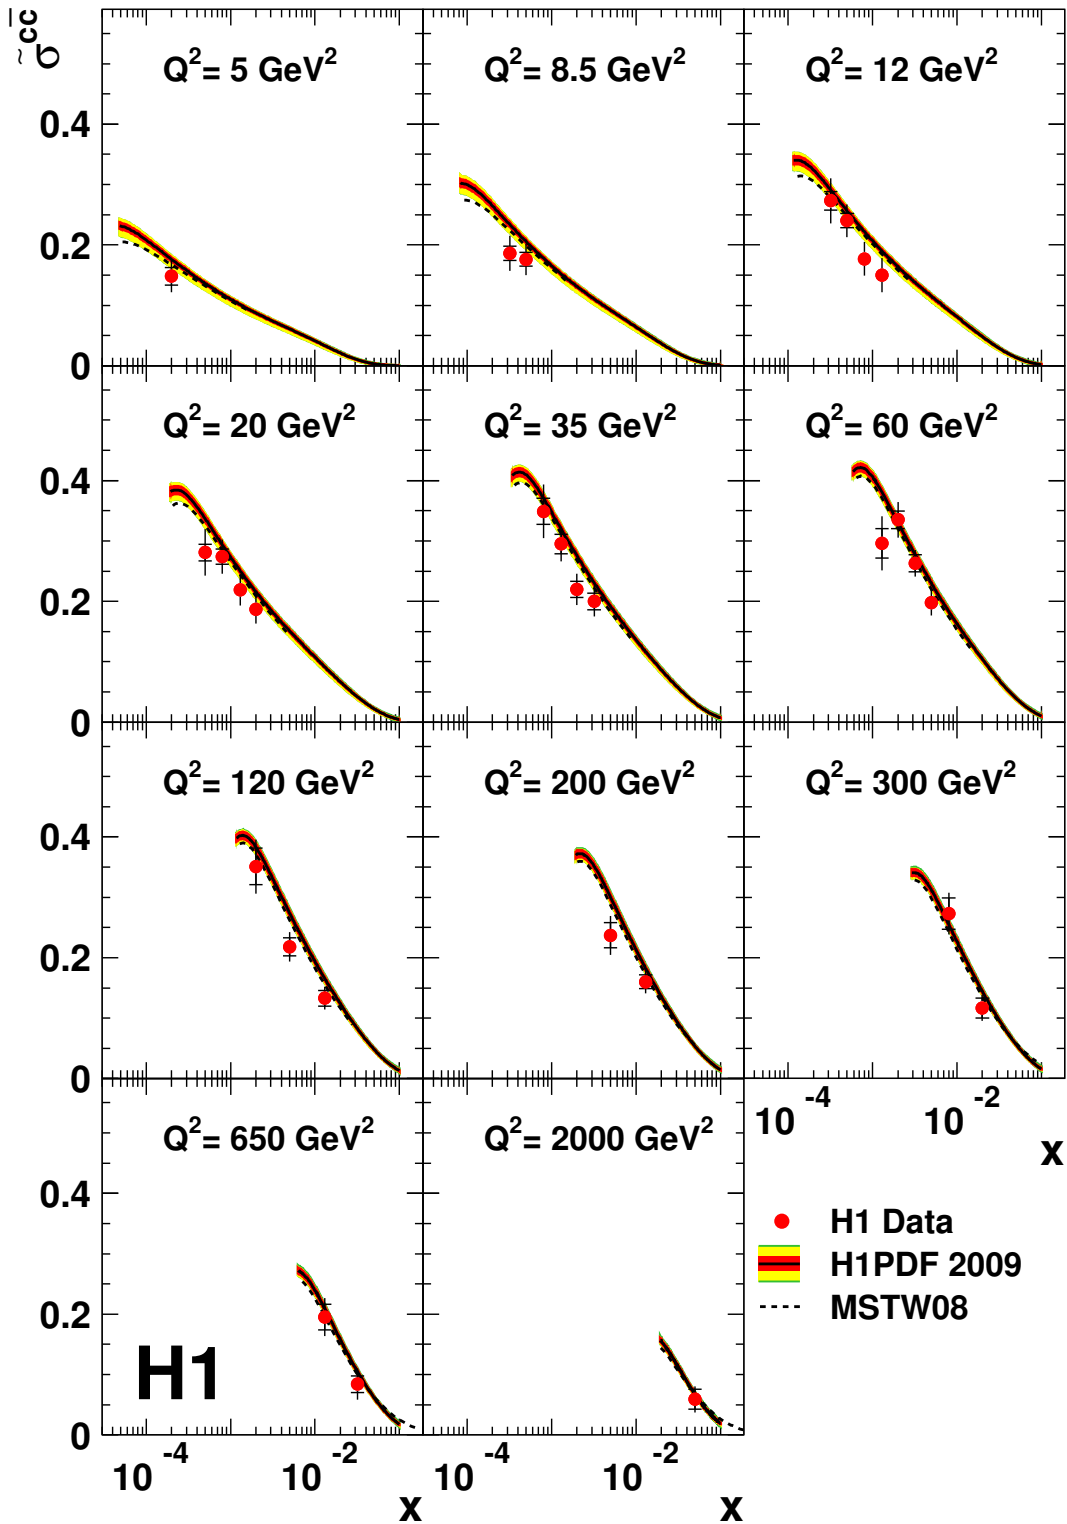 σ̃cc̄
Q²= 5 GeV² Q²= 8.5 GeV² Q²= 12 GeV²
0.4
0.2
0
Q²= 20 GeV² Q²= 35 GeV² Q²= 60 GeV²
0.4
0.2
0
Q²= 120 GeV² Q²= 200 GeV² Q²= 300 GeV²
0.4
0.2
0
10⁻⁴ 10⁻²
x
Q²= 650 GeV² Q²= 2000 GeV²
0.4
0.2
0
H1 Data
H1PDF 2009
MSTW08
H1
10⁻⁴ 10⁻² 10⁻⁴ 10⁻²
x x